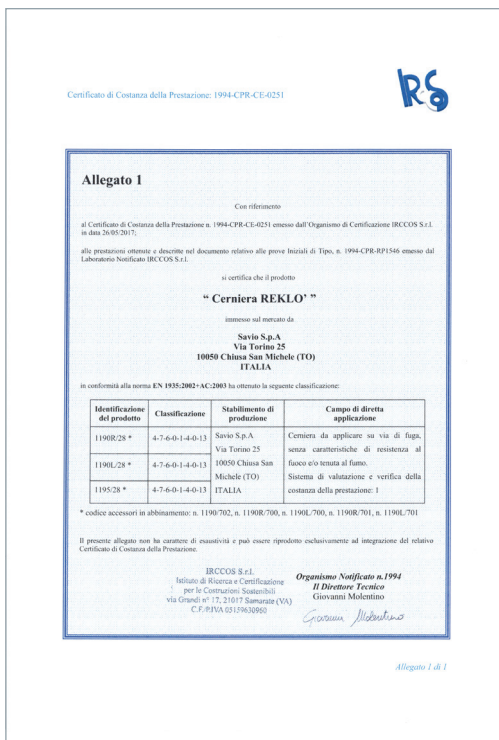 Certificato di Costanza della Prestazione: 1994-CPR-CE-0251
Allegato 1
Con riferimento
al Certificato di Costanza della Prestazione n. 1994-CPR-CE-0251 emesso dall'Organismo di Certificazione IRCCOS S.r.l.
in data 26/05/2017;
alle prestazioni ottenute e descritte nel documento relativo alle prove Iniziali di Tipo, n. 1994-CPR-RP1546 emesso dal
Laboratorio Notificato IRCCOS S.r.l.
si certifica che il prodotto
“ Cerniera REKLO’ ”
immesso sul mercato da
Savio S.p.A
Via Torino 25
10050 Chiusa San Michele (TO)
ITALIA
in conformità alla norma EN 1935:2002+AC:2003 ha ottenuto la seguente classificazione:
Identificazione del prodotto
Classificazione
Stabilimento di produzione
Campo di diretta applicazione
1190R/28 *
4-7-6-0-1-4-0-13
1190L/28 *
4-7-6-0-1-4-0-13
1195/28 *
4-7-6-0-1-4-0-13
Savio S.p.A
Via Torino 25
10050 Chiusa San
Michele (TO)
ITALIA
Cerniera da applicare su via di fuga,
senza caratteristiche di resistenza al
fuoco e/o tenuta al fumo.
Sistema di valutazione e verifica della
costanza della prestazione: 1
* codice accessori in abbinamento: n. 1190/702, n. 1190R/700, n. 1190L/700, n. 1190R/701, n. 1190L/701
Il presente allegato non ha carattere di esaustività e può essere riprodotto esclusivamente ad integrazione del relativo
Certificato di Costanza della Prestazione.
IRCCOS S.r.l.
Istituto di Ricerca e Certificazione
per le Costruzioni Sostenibili
via Grandi n° 17, 21017 Samarate (VA)
C.F./P.IVA 05159630960
Organismo Notificato n.1994
Il Direttore Tecnico
Giovanni Molentino
Giovanni Molentino
Allegato 1 di 1